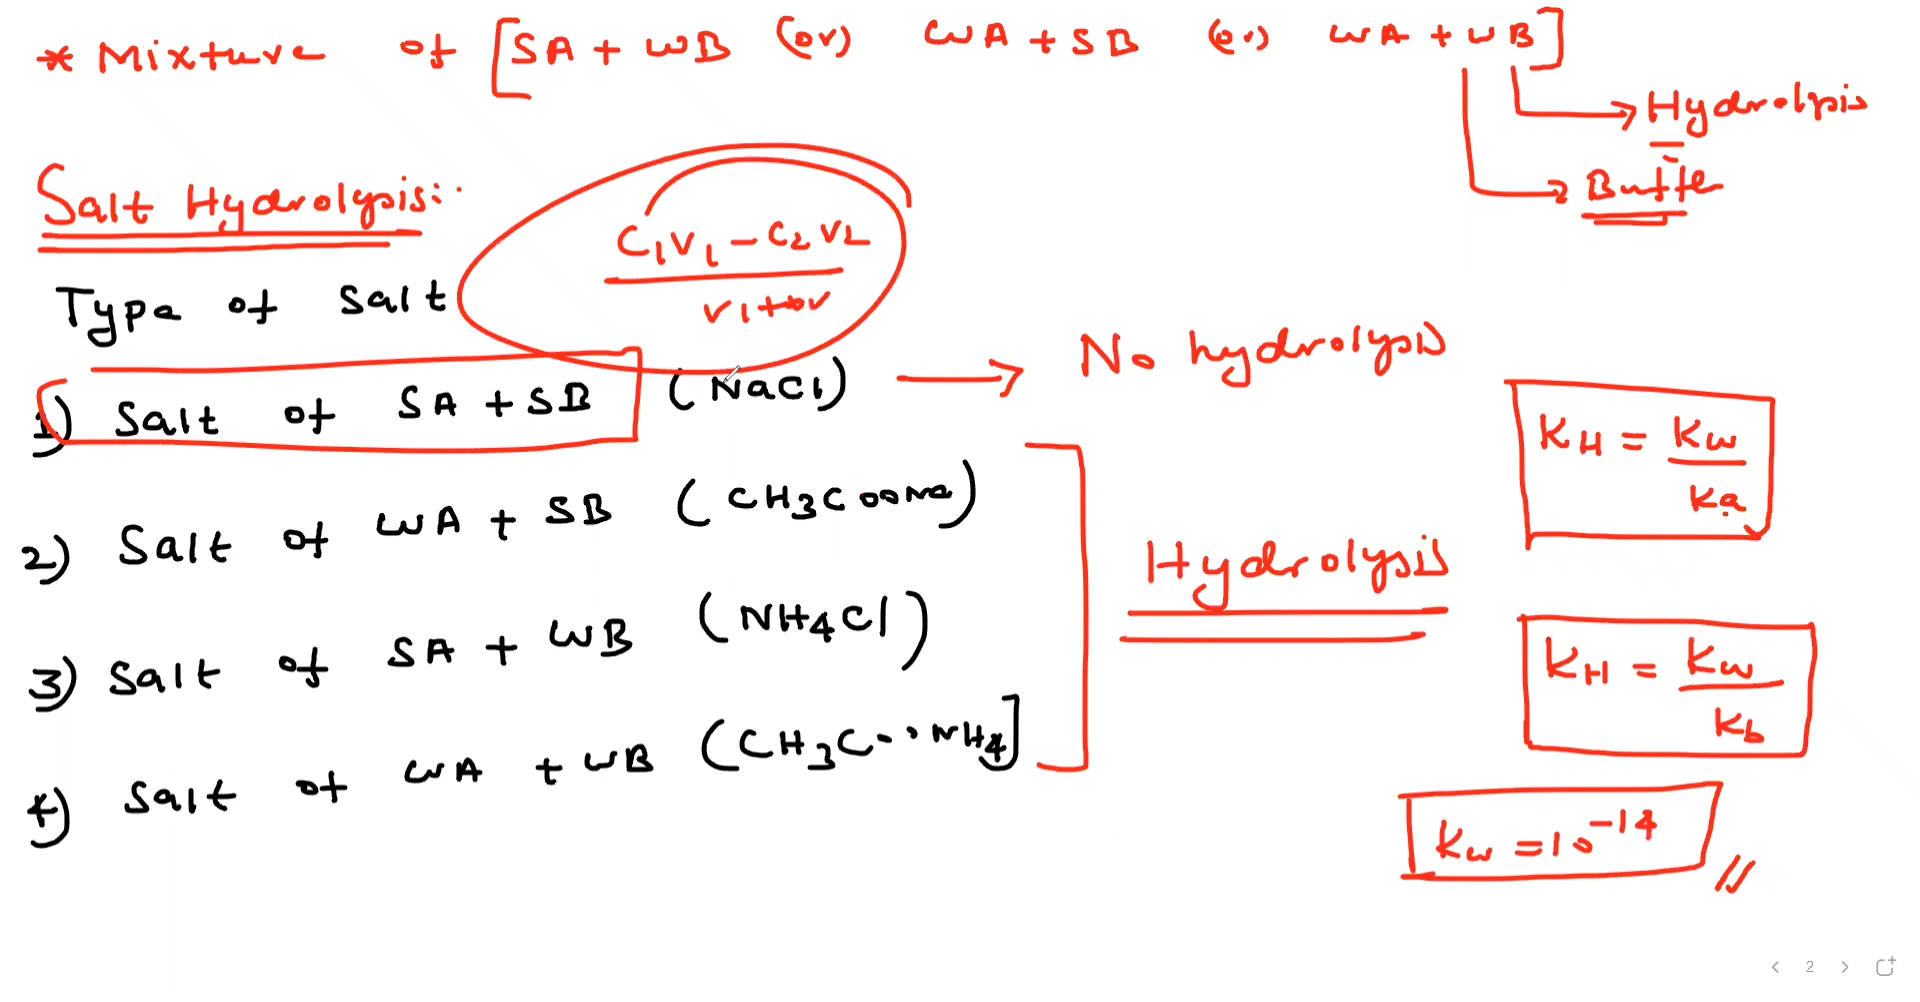 * Mixture of [SA + WB (or) WA + SB (or) WA + WB]
→ Hydrolysis
→ Buffer
Salt Hydrolysis:
C1V1 - C2V2
Type of Salt
1) Salt of SA + SB (NaCl) → No hydrolysis
KH = Kw
Ka
2) Salt of WA + SB (CH3COONa)
Hydrolysis
3) Salt of SA + WB (NH4Cl)
KH = Kw
Kb
4) Salt of WA + WB (CH3COONH4]
Kw = 10^-14 //
2